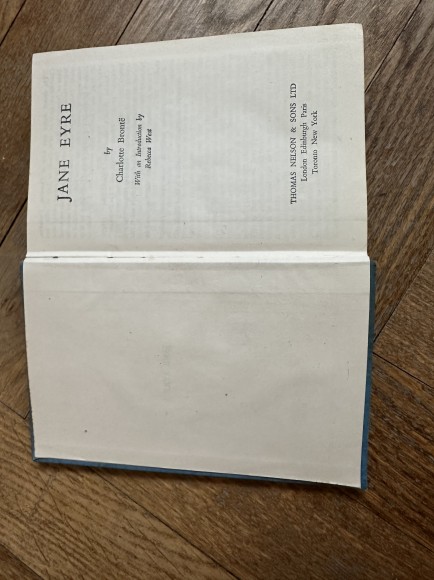 JANE EYRE
by
Charlotte Brontë
With an Introduction by
Rebecca West
THOMAS NELSON & SONS LTD
London Edinburgh Paris
Toronto New York